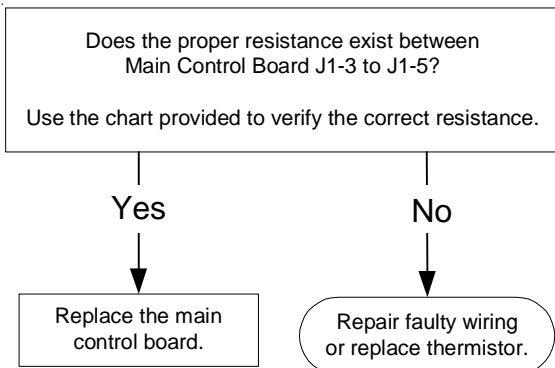 Does the proper resistance exist between
Main Control Board J1-3 to J1-5?
Use the chart provided to verify the correct resistance.
Yes
No
Replace the main
control board.
Repair faulty wiring
or replace thermistor.